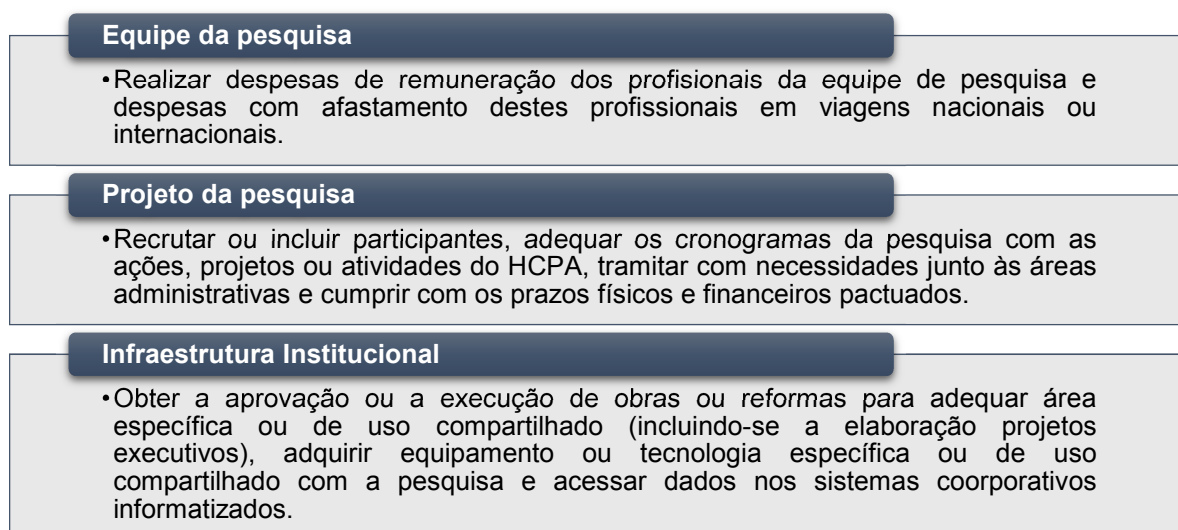 Equipe da pesquisa
•Realizar despesas de remuneração dos profisionais da equipe de pesquisa e
despesas com afastamento destes profissionais em viagens nacionais ou
internacionais.
Projeto da pesquisa
•Recrutar ou incluir participantes, adequar os cronogramas da pesquisa com as
ações, projetos ou atividades do HCPA, tramitar com necessidades junto às áreas
administrativas e cumprir com os prazos físicos e financeiros pactuados.
Infraestrutura Institucional
•Obter a aprovação ou a execução de obras ou reformas para adequar área
específica ou de uso compartilhado (incluindo-se a elaboração projetos
executivos), adquirir equipamento ou tecnologia específica ou de uso
compartilhado com a pesquisa e acessar dados nos sistemas coorporativos
informatizados.